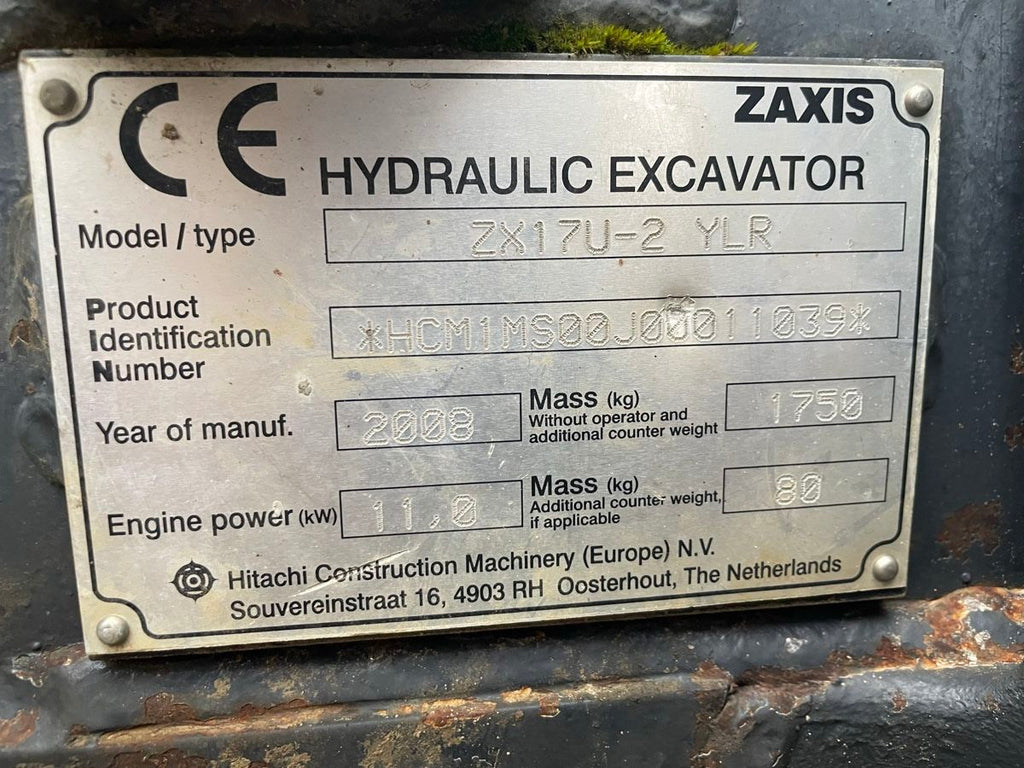 CE ZAXIS
HYDRAULIC EXCAVATOR
Model / type ZX17U-2 YLR
Product
Identification
Number *HCM1MS00J00011039*
Year of manuf. 2008
Mass (kg)
Without operator and
additional counter weight 1750
Engine power (kW) 11,0
Mass (kg)
Additional counter weight,
if applicable 80
Hitachi Construction Machinery (Europe) N.V.
Souvereinstraat 16, 4903 RH Oosterhout, The Netherlands